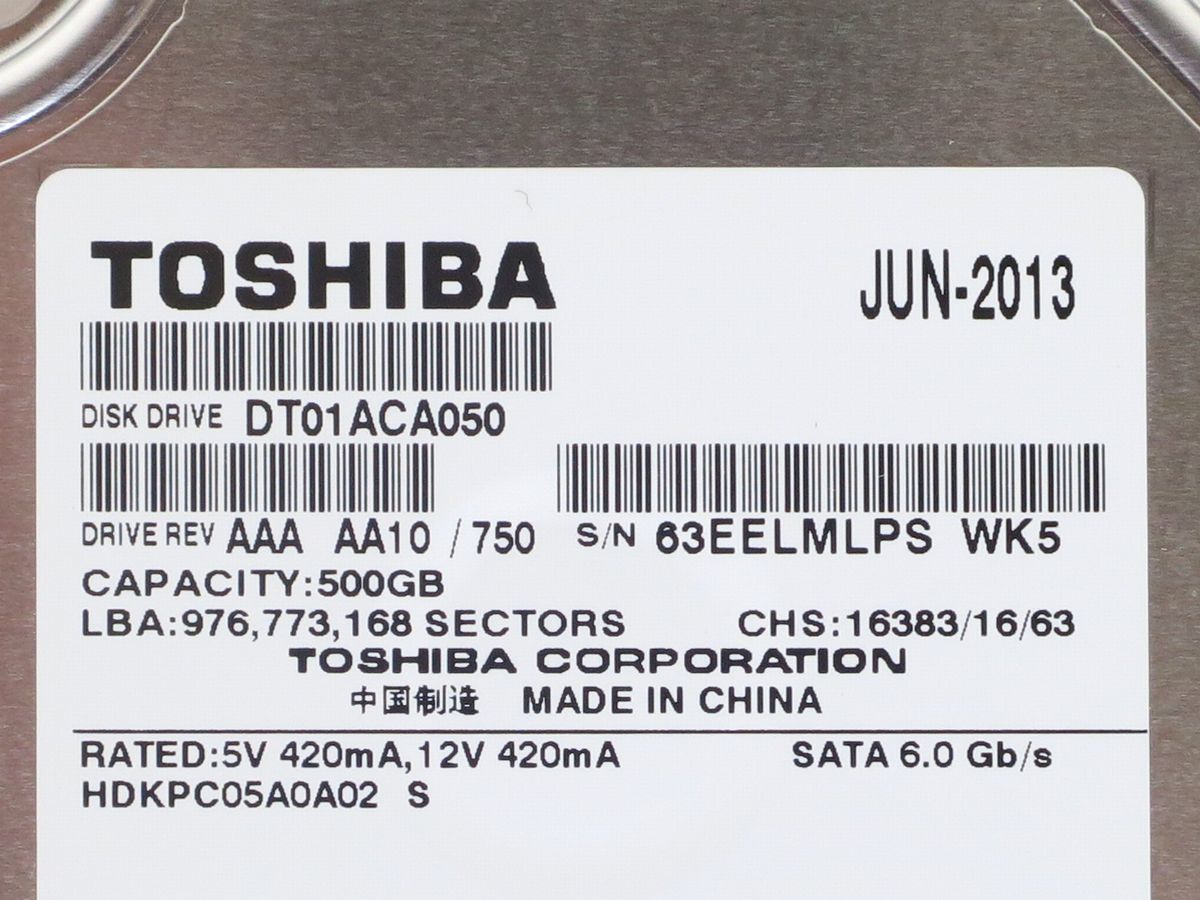 TOSHIBA
JUN-2013
DISK DRIVE DT01ACA050
DRIVE REV AAA AA10 / 750 S/N 63EELMLPS WK5
CAPACITY:500GB
LBA:976,773,168 SECTORS CHS:16383/16/63
TOSHIBA CORPORATION
中国制造 MADE IN CHINA
RATED:5V 420mA,12V 420mA SATA 6.0 Gb/s
HDKPC05A0A02 S